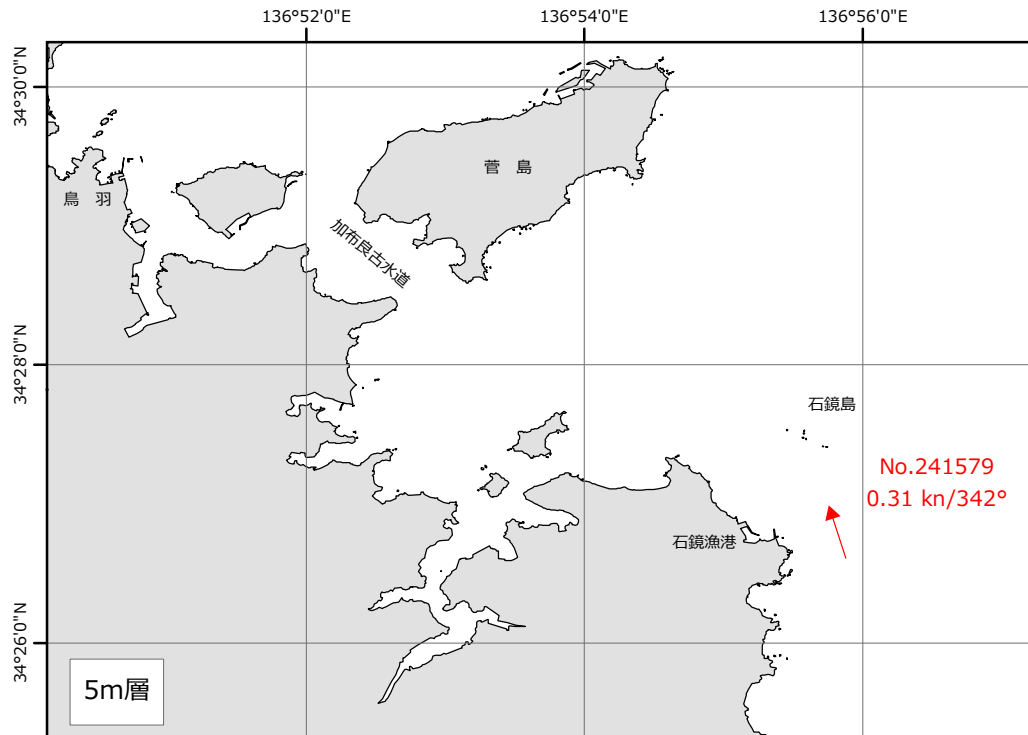 136°52'0"E
136°54'0"E
136°56'0"E
34°30'0"N
34°28'0"N
34°26'0"N
菅 島
鳥 羽
加布良古水道
石鏡島
No.241579
0.31 kn/342°
石鏡漁港
5m層